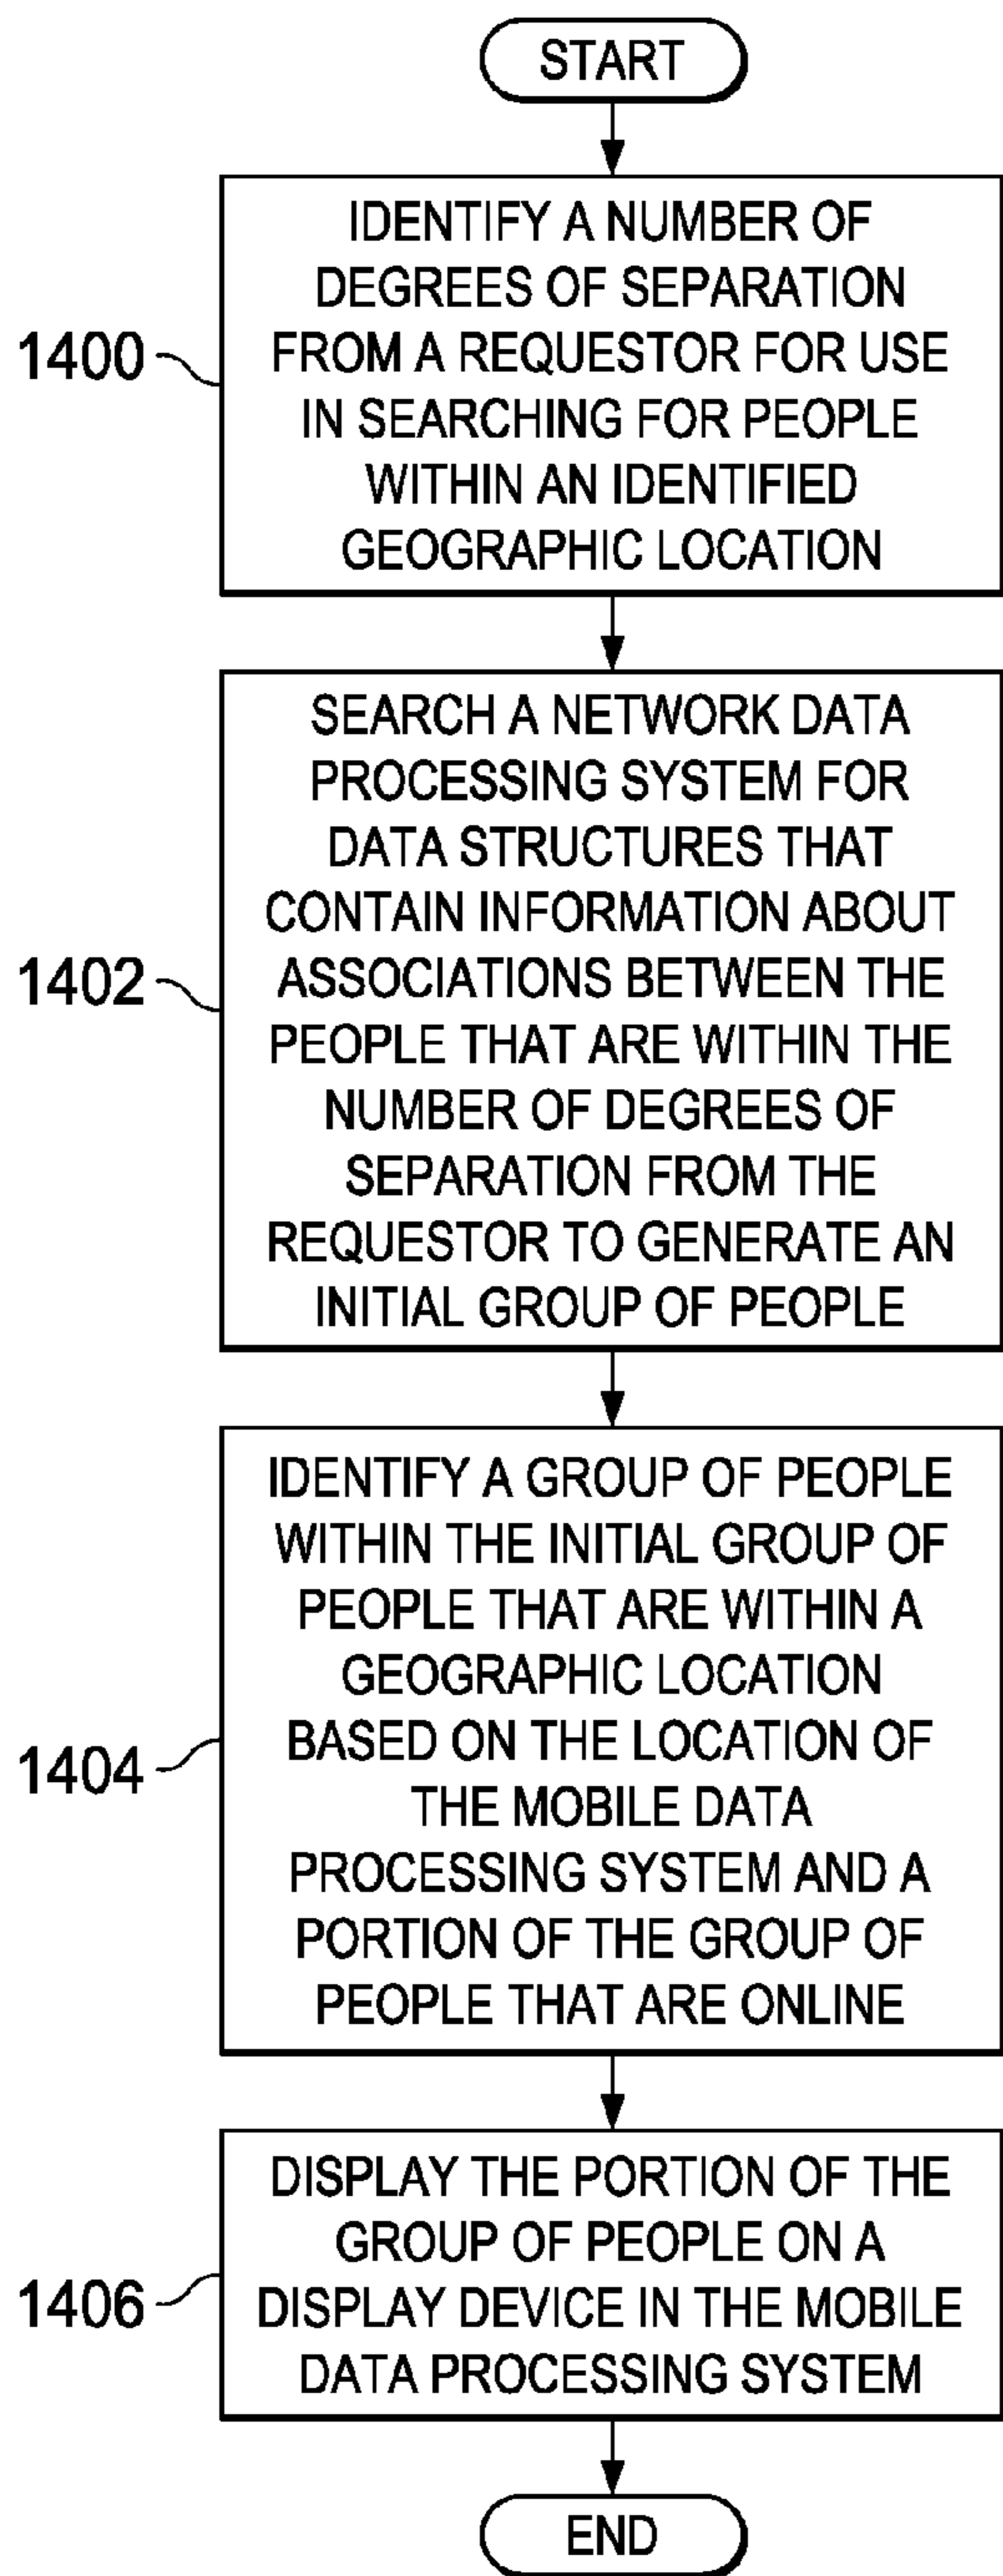 START
IDENTIFY A NUMBER OF
DEGREES OF SEPARATION
FROM A REQUESTOR FOR USE
IN SEARCHING FOR PEOPLE
WITHIN AN IDENTIFIED
GEOGRAPHIC LOCATION
1400
SEARCH A NETWORK DATA
PROCESSING SYSTEM FOR
DATA STRUCTURES THAT
CONTAIN INFORMATION ABOUT
ASSOCIATIONS BETWEEN THE
PEOPLE THAT ARE WITHIN THE
NUMBER OF DEGREES OF
SEPARATION FROM THE
REQUESTOR TO GENERATE AN
INITIAL GROUP OF PEOPLE
1402
IDENTIFY A GROUP OF PEOPLE
WITHIN THE INITIAL GROUP OF
PEOPLE THAT ARE WITHIN A
GEOGRAPHIC LOCATION
BASED ON THE LOCATION OF
THE MOBILE DATA
PROCESSING SYSTEM AND A
PORTION OF THE GROUP OF
PEOPLE THAT ARE ONLINE
1404
DISPLAY THE PORTION OF THE
GROUP OF PEOPLE ON A
DISPLAY DEVICE IN THE MOBILE
DATA PROCESSING SYSTEM
1406
END